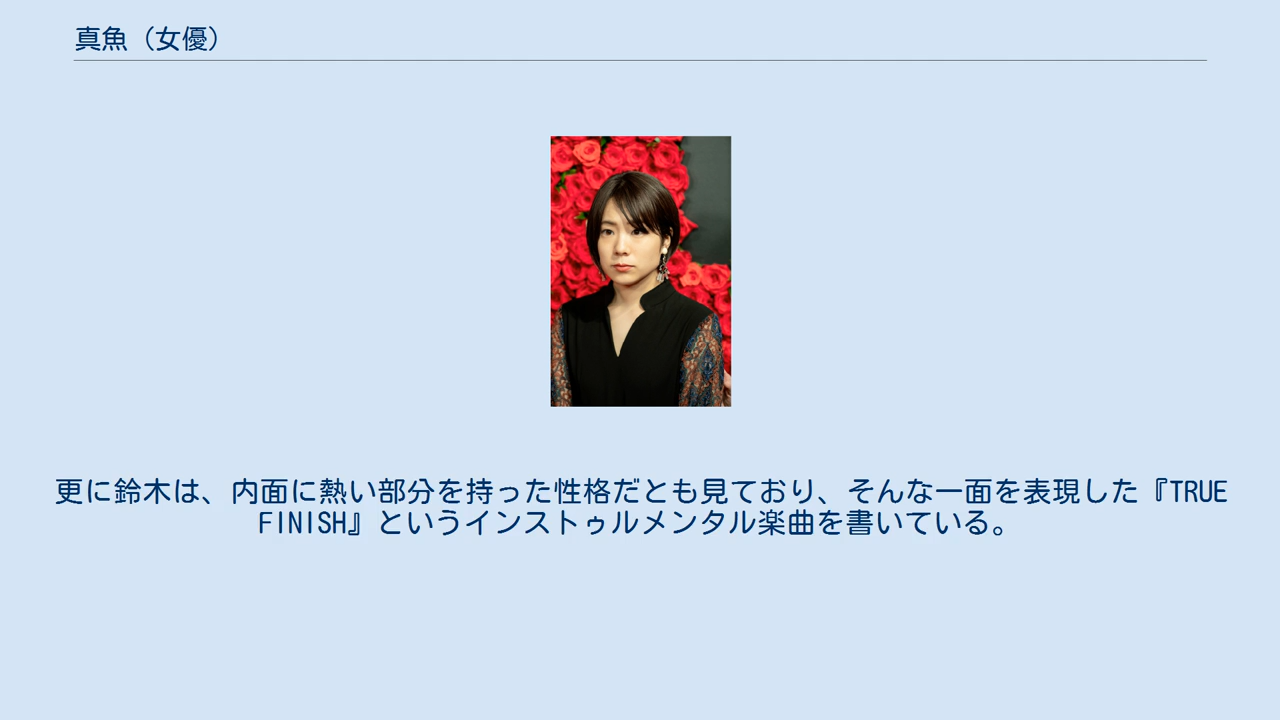 真魚（女優）
更に鈴木は、内面に熱い部分を持った性格だとも見ており、そんな一面を表現した『TRUE
FINISH』というインストゥルメンタル楽曲を書いている。